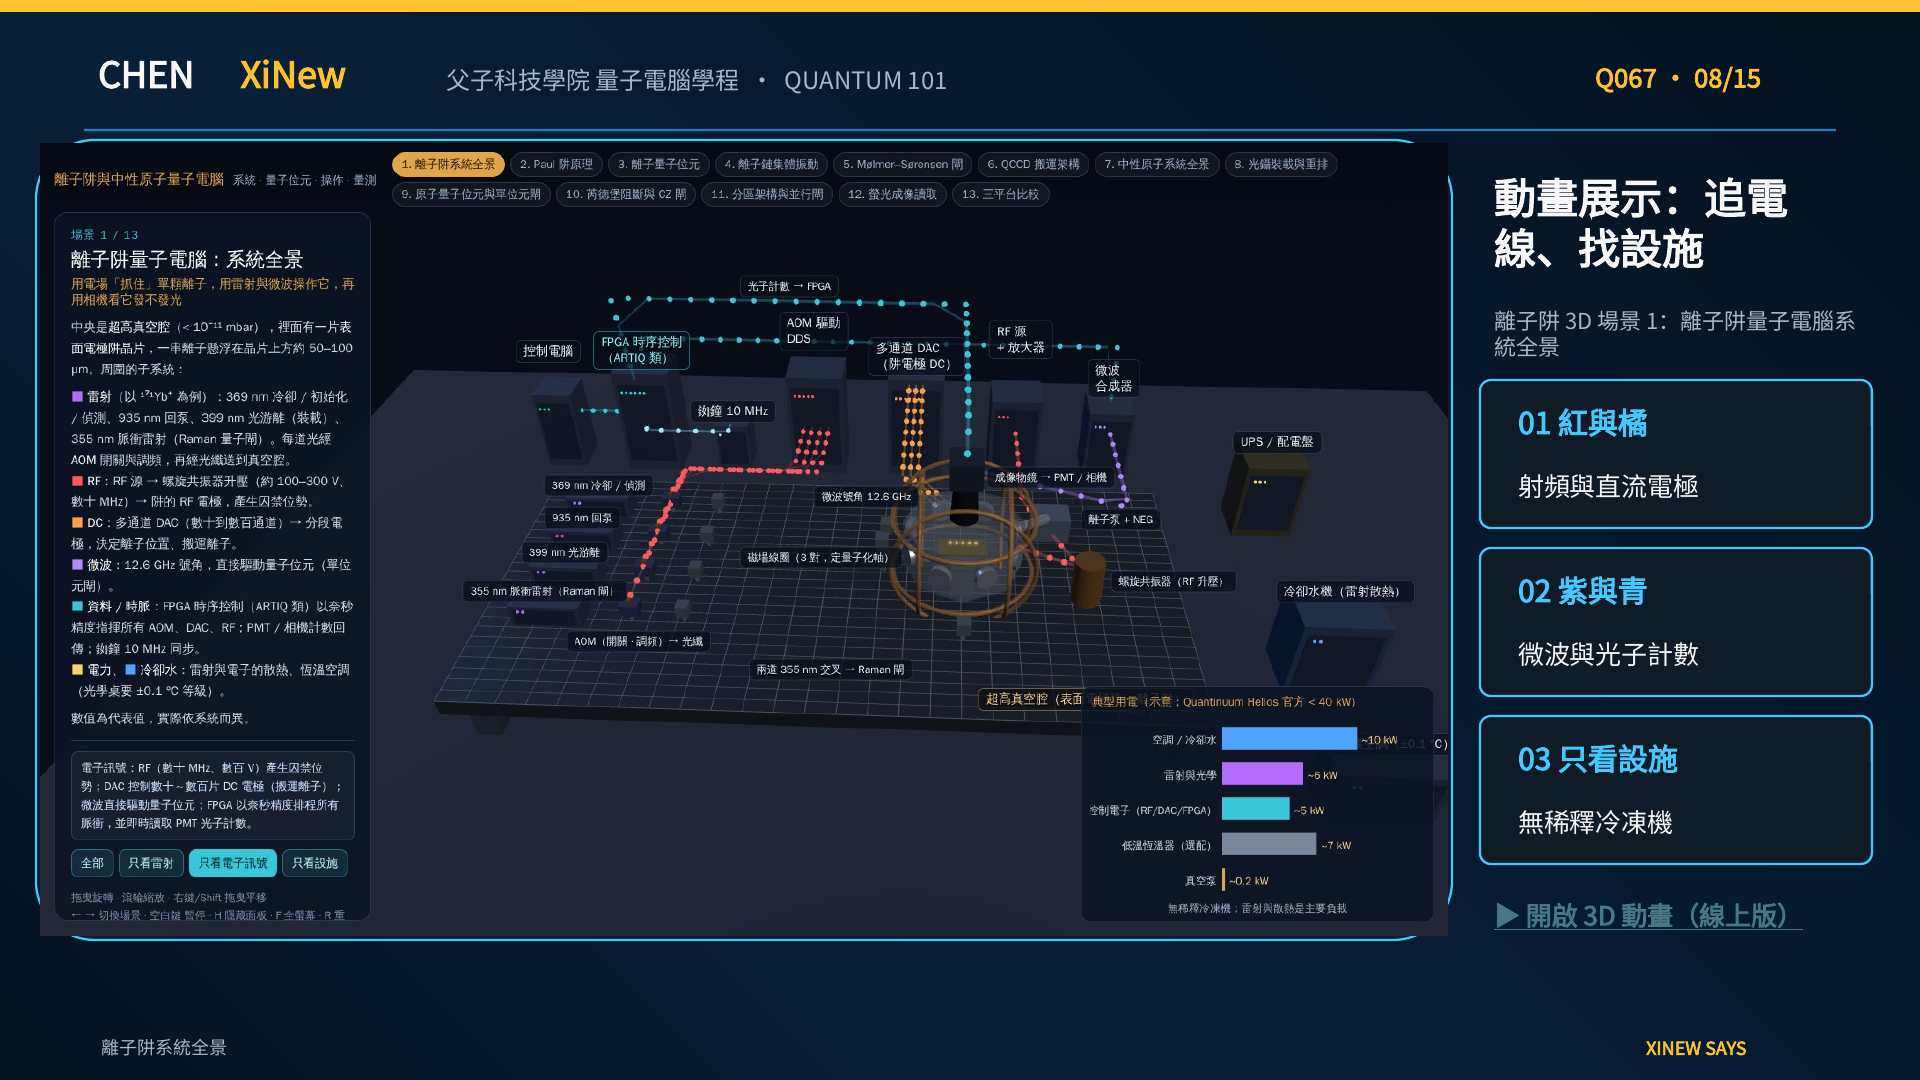 CHEN XiNew 父子科技學院 量子電腦學程 • QUANTUM 101 Q067 • 08/15
離子阱與中性原子量子電腦 系統 · 量子位元 · 操作 · 量測
1. 離子阱系統全景 2. Paul 阱原理 3. 離子量子位元 4. 離子鏈集體振動 5. Mølmer–Sørensen 閘 6. QCCD 搬運架構 7. 中性原子系統全景 8. 光鑷裝載與重排
9. 原子量子位元與單位元閘 10. 芮德堡阻斷與 CZ 閘 11. 分區架構與並行閘 12. 螢光成像讀取 13. 三平台比較
場景 1 / 13
離子阱量子電腦：系統全景
用電場「抓住」單顆離子，用雷射與微波操作它，再
用相機看它發不發光
中央是超高真空腔（< 10⁻¹¹ mbar），裡面有一片表
面電極阱晶片，一串離子懸浮在晶片上方約 50–100
μm。周圍的子系統：
雷射（以 ¹⁷¹Yb⁺ 為例）：369 nm 冷卻 / 初始化
/ 偵測、935 nm 回泵、399 nm 光游離（裝載）、
355 nm 脈衝雷射（Raman 量子閘）。每道光經
AOM 開關與調頻，再經光纖送到真空腔。
RF：RF 源 → 螺旋共振器升壓（約 100–300 V、
數十 MHz）→ 阱的 RF 電極，產生囚禁位勢。
DC：多通道 DAC（數十到數百通道）→ 分段電
極，決定離子位置、搬運離子。
微波：12.6 GHz 號角，直接驅動量子位元（單位
元閘）。
資料 / 時脈：FPGA 時序控制（ARTIQ 類）以奈秒
精度指揮所有 AOM、DAC、RF；PMT / 相機計數回
傳；銣鐘 10 MHz 同步。
電力、冷卻水：雷射與電子的散熱、恆溫空調
（光學桌要 ±0.1 °C 等級）。
數值為代表值，實際依系統而異。
電子訊號：RF（數十 MHz、數百 V）產生囚禁位
勢；DAC 控制數十～數百片 DC 電極（搬運離子）；
微波直接驅動量子位元；FPGA 以奈秒精度排程所有
脈衝，並即時讀取 PMT 光子計數。
全部 只看雷射 只看電子訊號 只看設施
拖曳旋轉 · 滾輪縮放 · 右鍵/Shift 拖曳平移
← → 切換場景 · 空白鍵 暫停 · H 隱藏面板 · F 全螢幕 · R 重
光子計數 → FPGA
控制電腦
FPGA 時序控制
（ARTIQ 類）
AOM 驅動
DDS
多通道 DAC
（阱電極 DC）
RF 源
+ 放大器
微波
合成器
銣鐘 10 MHz
UPS / 配電盤
369 nm 冷卻 / 偵測
成像物鏡 → PMT / 相機
微波號角 12.6 GHz
935 nm 回泵
離子泵 + NEG
399 nm 光游離
磁場線圈（3 對，定量子化軸）
355 nm 脈衝雷射（Raman 閘）
螺旋共振器（RF 升壓）
冷卻水機（雷射散熱）
AOM（開關 · 調頻）→ 光纖
兩道 355 nm 交叉 → Raman 閘
超高真空腔（表面
典型用電（示意；Quantinuum Helios 官方 < 40 kW）
空調 / 冷卻水 ~10 kW
雷射與光學 ~6 kW
控制電子（RF/DAC/FPGA） ~5 kW
低溫恆溫器（選配） ~7 kW
真空泵 ~0.2 kW
無稀釋冷凍機；雷射與散熱是主要負載
動畫展示：追電
線、找設施
離子阱 3D 場景 1：離子阱量子電腦系
統全景
01 紅與橘
射頻與直流電極
02 紫與青
微波與光子計數
03 只看設施
無稀釋冷凍機
▶ 開啟 3D 動畫（線上版）
離子阱系統全景
XINEW SAYS